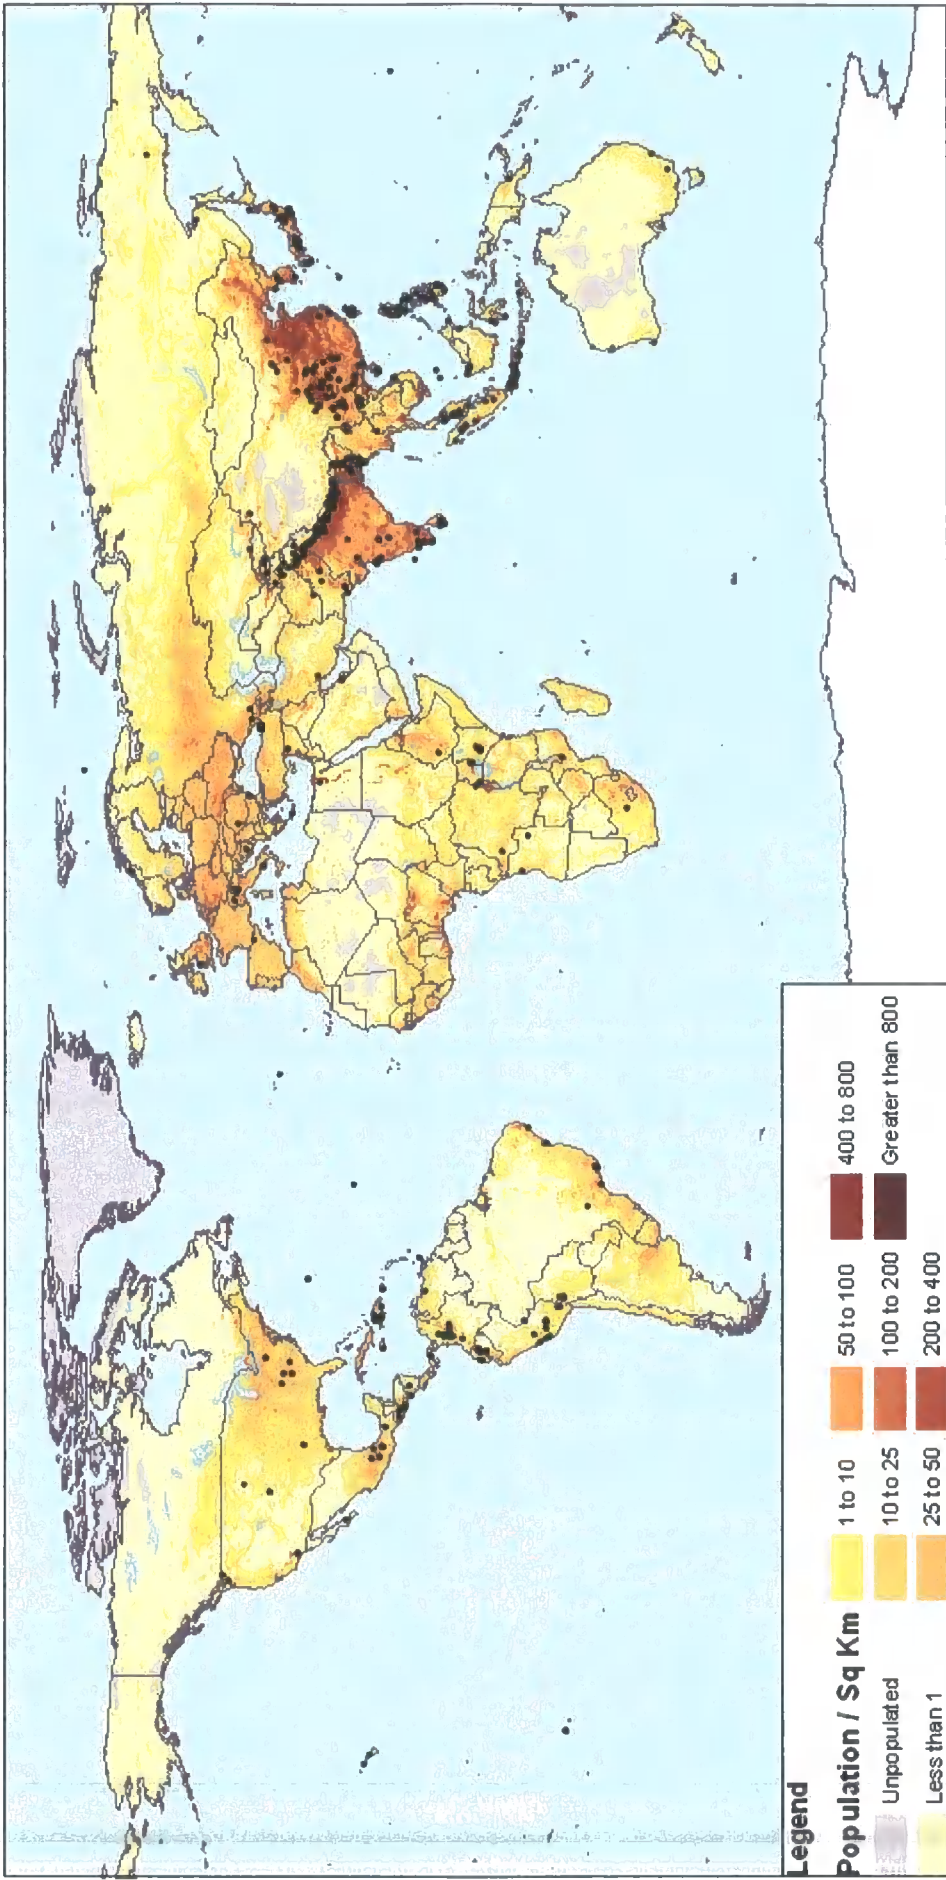 Legend
Population / Sq Km
Unpopulated
Less than 1
1 to 10
10 to 25
25 to 50
50 to 100
100 to 200
200 to 400
400 to 800
Greater than 800